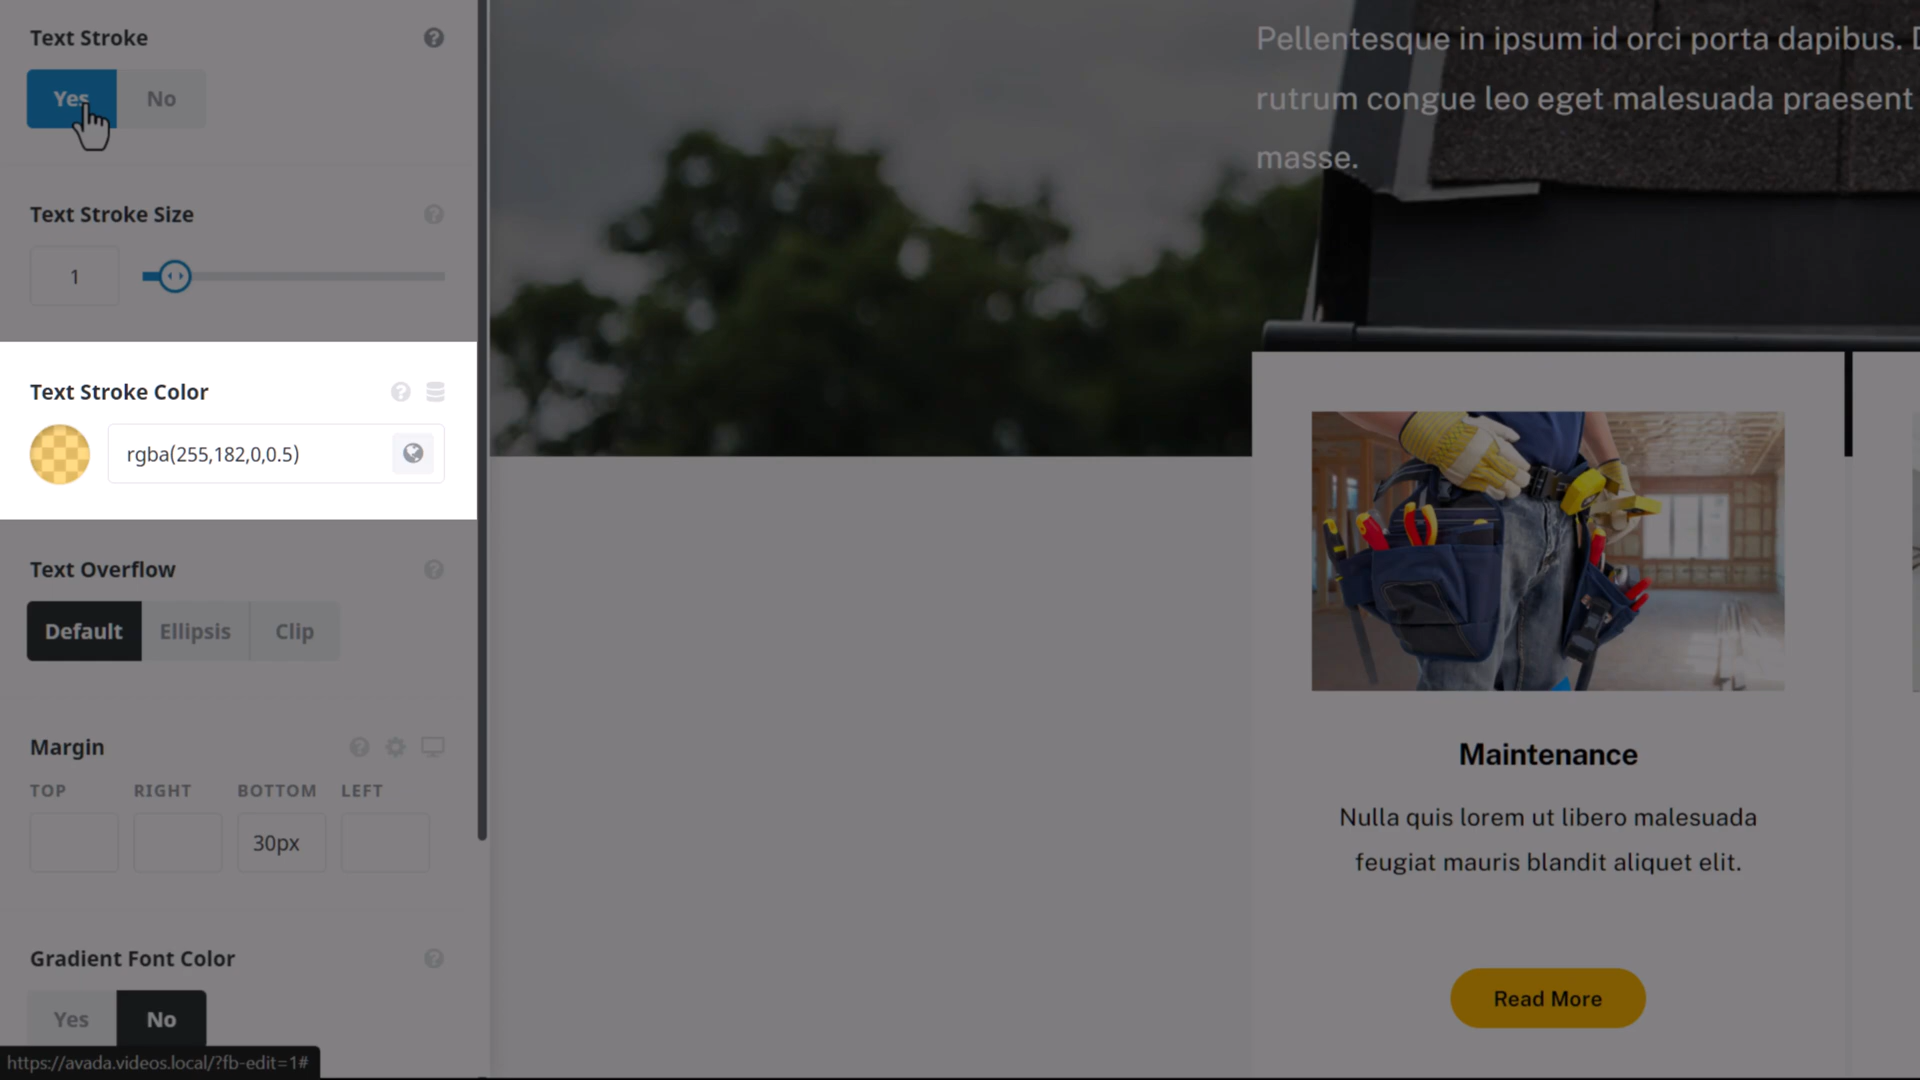 Text Stroke
Yes
No
Text Stroke Size
1
Text Stroke Color
rgba(255,182,0,0.5)
Text Overflow
Default
Ellipsis
Clip
Margin
TOP RIGHT BOTTOM LEFT
30px
Gradient Font Color
Yes
No
https://avada.videos.local/?fb-edit=1#
Pellentesque in ipsum id orci porta dapibus.
rutrum congue leo eget malesuada praesent
masse.
Maintenance
Nulla quis lorem ut libero malesuada
feugiat mauris blandit aliquet elit.
Read More